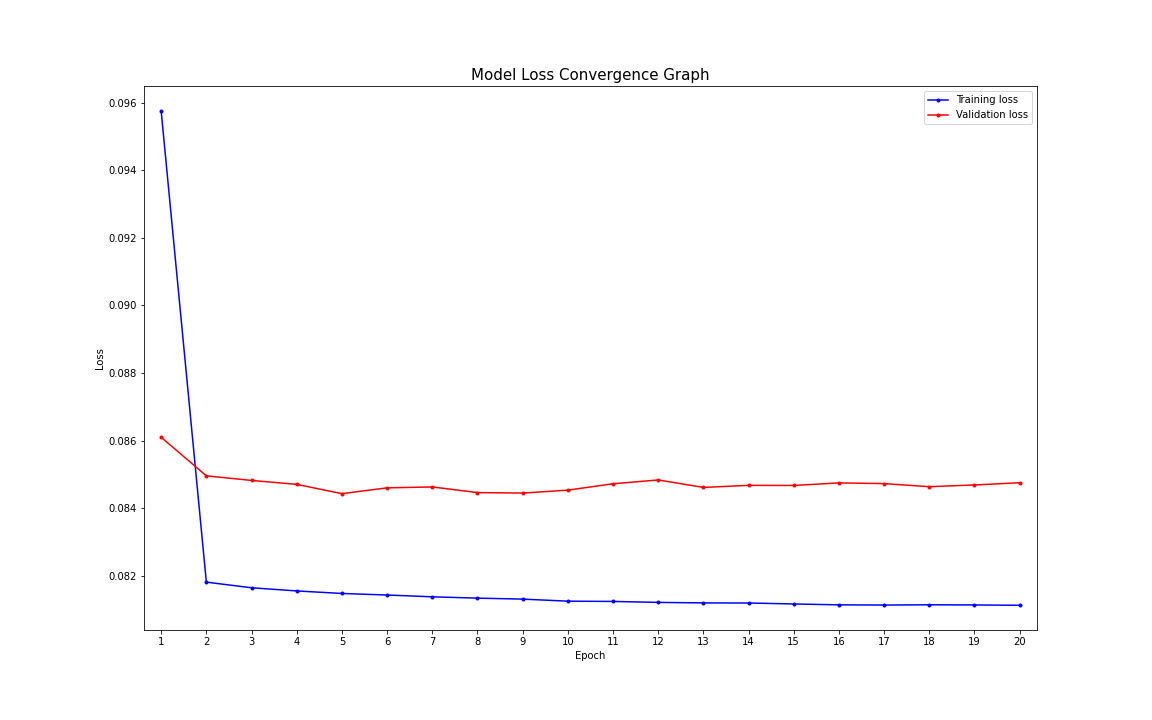 Model Loss Convergence Graph
Training loss
Validation loss
0.096
0.094
0.092
0.090
0.088
0.086
0.084
0.082
Loss
1 2 3 4 5 6 7 8 9 10 11 12 13 14 15 16 17 18 19 20
Epoch